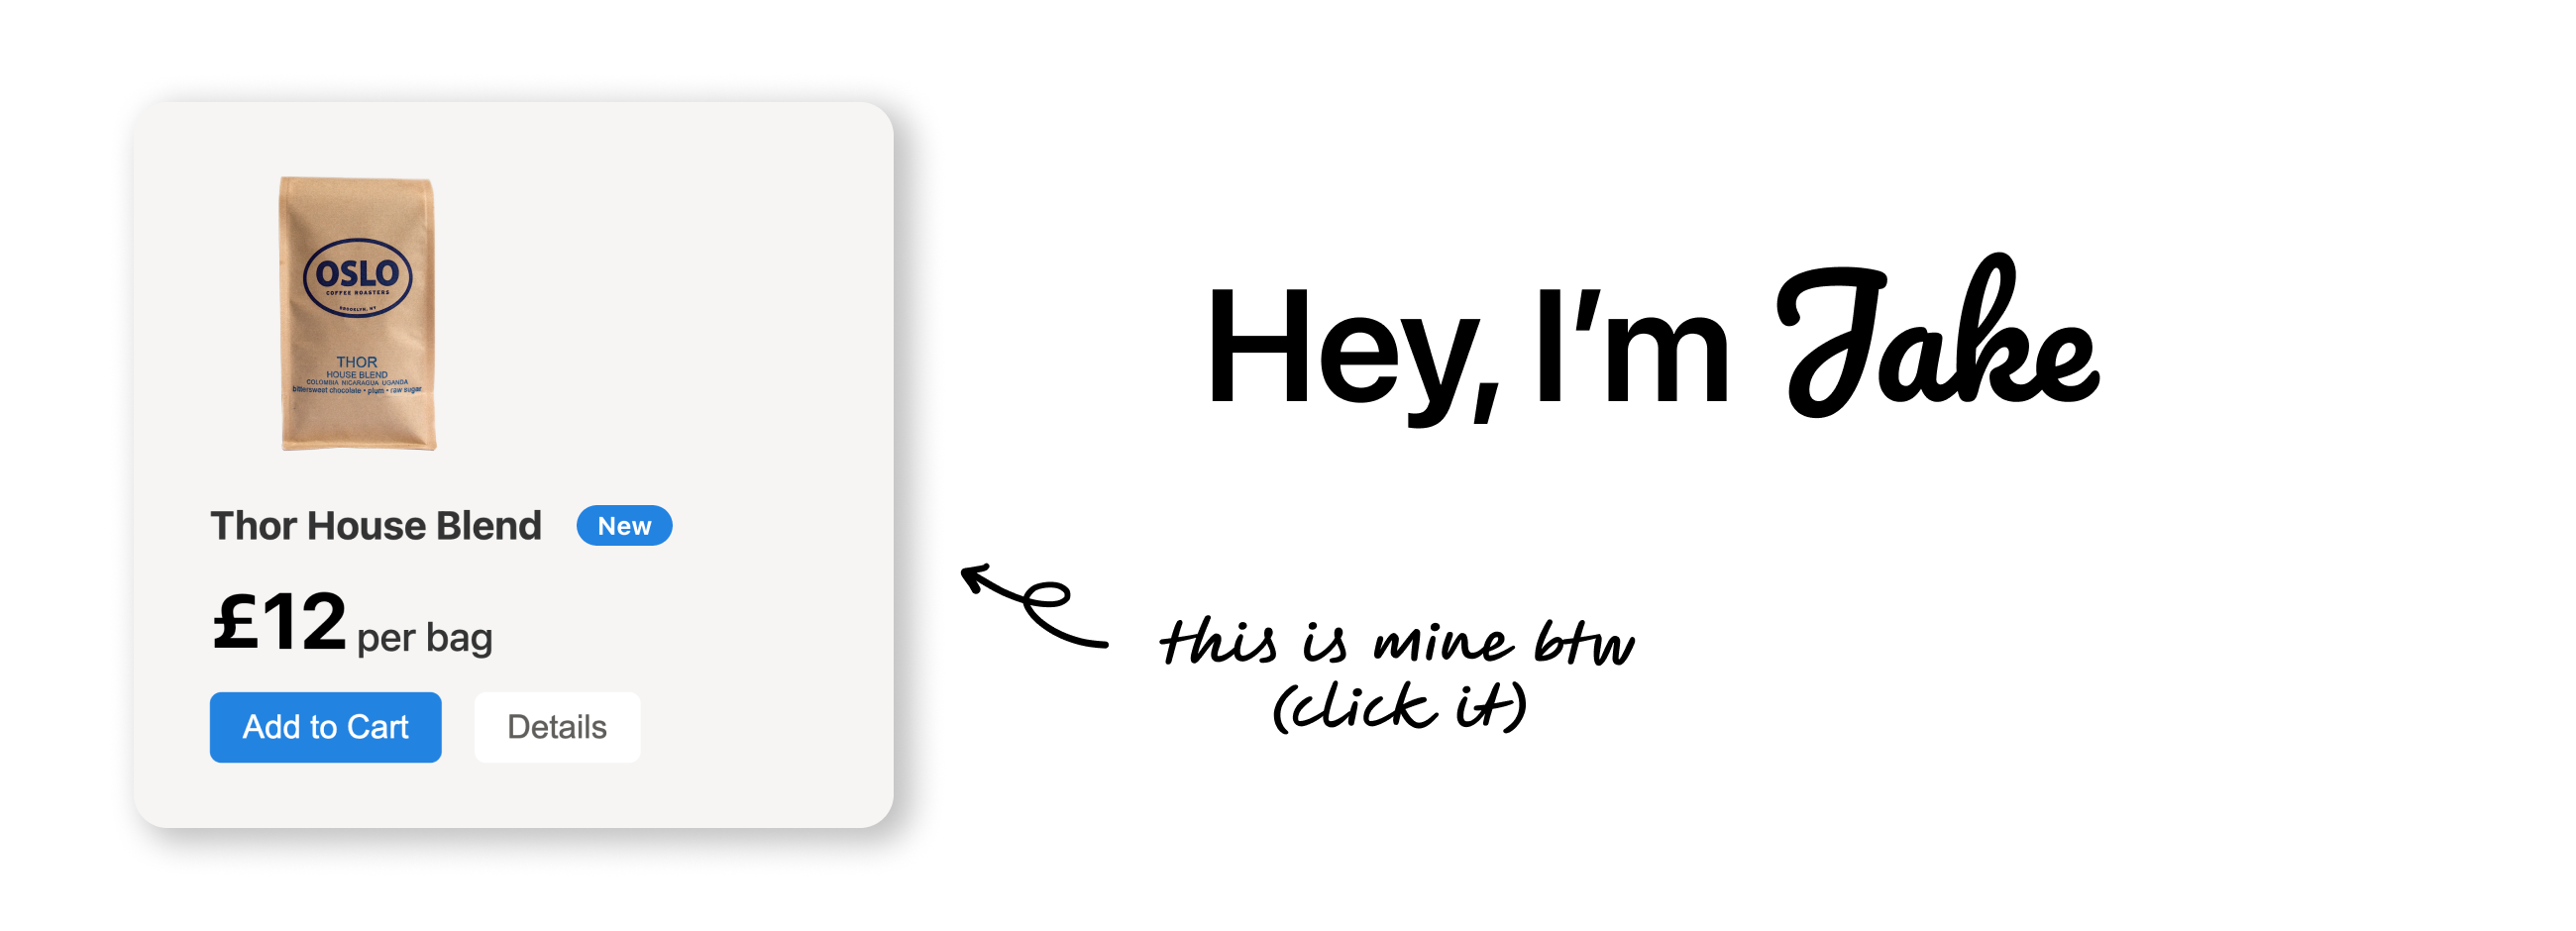 OSLO
COFFEE ROASTERS
BROOKLYN, NY
THOR
HOUSE BLEND
COLOMBIA NICARAGUA UGANDA
bittersweet chocolate • plum • raw sugar
Thor House Blend New
£12 per bag
Add to Cart Details
Hey, I’m Jake
this is mine btw
(click it)